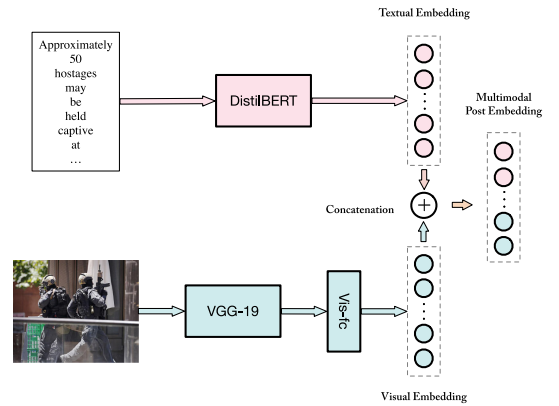 Textual Embedding
Approximately
50
hostages
may
be
held
captive
at
...
DistilBERT
Multimodal
Post Embedding
Concatenation
+
VGG-19
Vis-fc
Visual Embedding